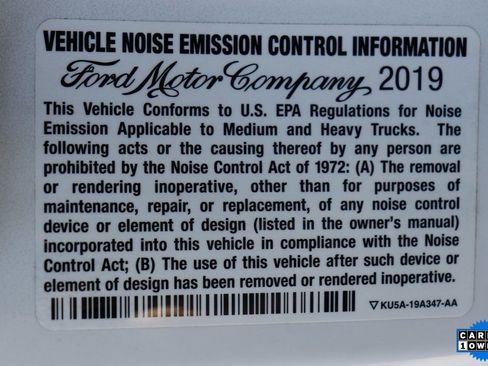 VEHICLE NOISE EMISSION CONTROL INFORMATION
Ford Motor Company, 2019
This Vehicle Conforms to U.S. EPA Regulations for Noise
Emission Applicable to Medium and Heavy Trucks. The
following acts or the causing thereof by any person are
prohibited by the Noise Control Act of 1972: (A) The removal
or rendering inoperative, other than for purposes of
maintenance, repair, or replacement, of any noise control
device or element of design (listed in the owner's manual)
incorporated into this vehicle in compliance with the Noise
Control Act; (B) The use of this vehicle after such device or
element of design has been removed or rendered inoperative.
KU5A-19A347-AA
CARF
1 OWN